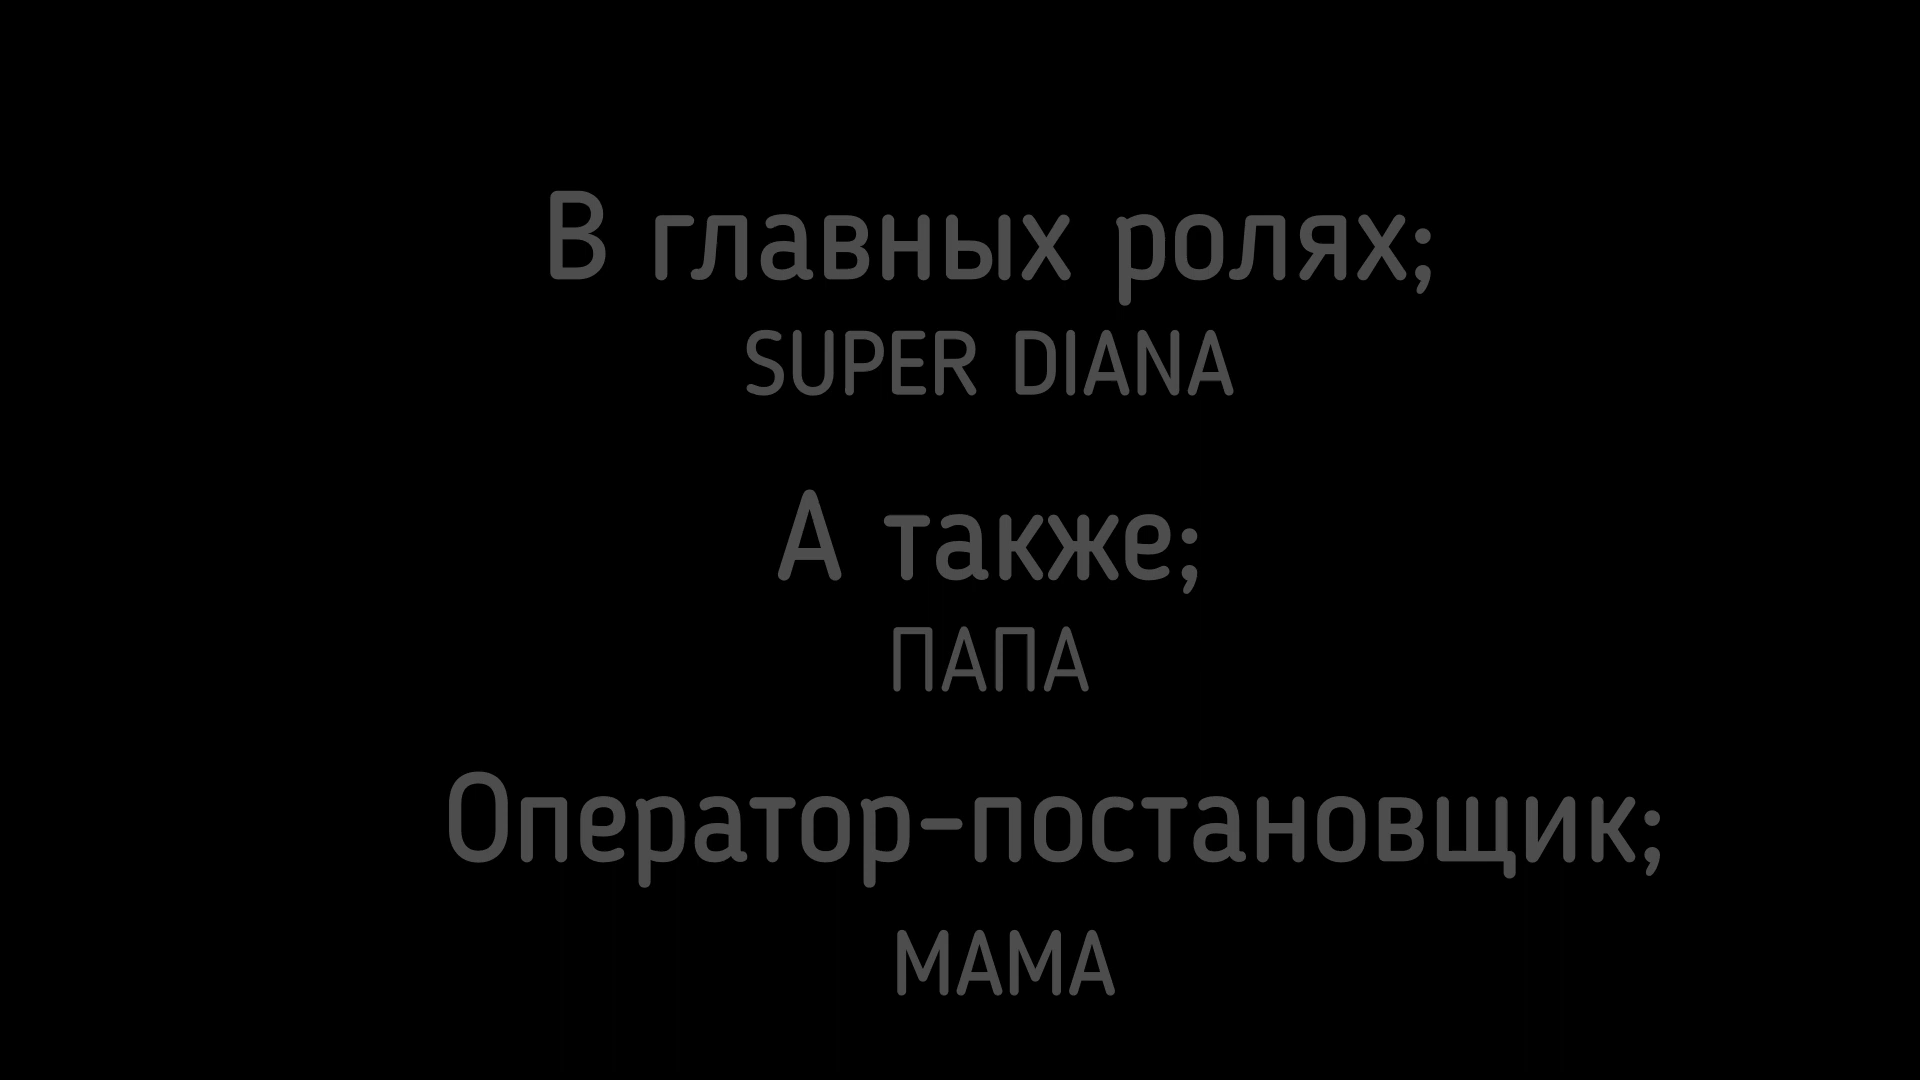 В главных ролях;
SUPER DIANA
А также;
ПАПА
Оператор-постановщик;
МАМА